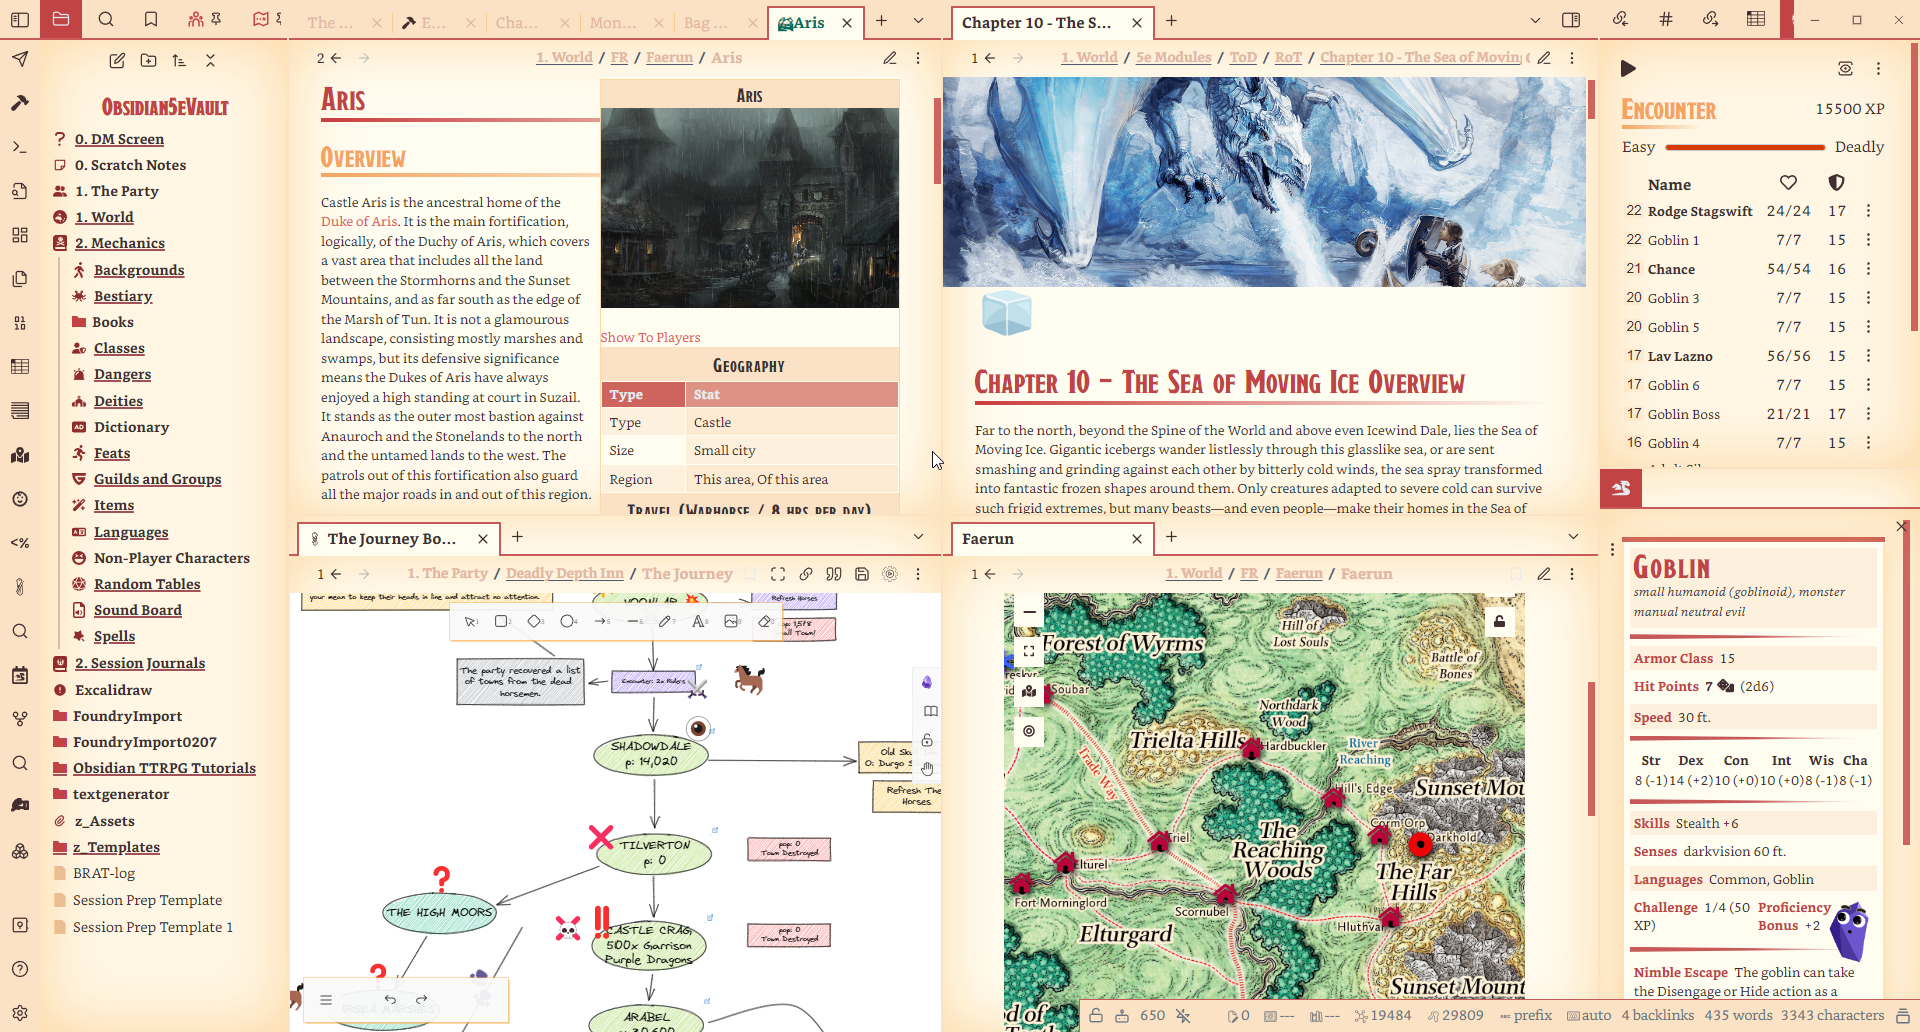 The ...
E...
Cha...
Mon...
Bag ...
Aris
Chapter 10 - The S...
ObsidianSeVault
0. DM Screen
0. Scratch Notes
1. The Party
1. World
2. Mechanics
Backgrounds
Bestiary
Books
Classes
Dangers
Deities
Dictionary
Feats
Guilds and Groups
Items
Languages
Non-Player Characters
Random Tables
Sound Board
Spells
2. Session Journals
Excalidraw
FoundryImport
FoundryImport0207
Obsidian TTRPG Tutorials
textgenerator
z_Assets
z_Templates
BRAT-log
Session Prep Template
Session Prep Template 1
2
1. World / FR / Faerun / Aris
Aris
Overview
Castle Aris is the ancestral home of the
Duke of Aris. It is the main fortification,
logically, of the Duchy of Aris, which covers
a vast area that includes all the land
between the Stormhorns and the Sunset
Mountains, and as far south as the edge of
the Marsh of Tun. It is not a glamourous
landscape, consisting mostly marshes and
swamps, but its defensive significance
means the Dukes of Aris have always
enjoyed a high standing at court in Suzail.
It stands as the outer most bastion against
Anauroch and the Stonelands to the north
and the untamed lands to the west. The
patrols out of this fortification also guard
all the major roads in and out of this region.
Aris
Show To Players
Geography
Type Stat
Type Castle
Size Small city
Region This area, Of this area
Travel (Warhorse / 8 hrs per day)
1
1. World / 5e Modules / ToD / RoT / Chapter 10 - The Sea of Moving
Chapter 10 – The Sea of Moving Ice Overview
Far to the north, beyond the Spine of the World and above even Icewind Dale, lies the Sea of
Moving Ice. Gigantic icebergs wander listlessly through this glasslike sea, or are sent
smashing and grinding against each other by bitterly cold winds, the sea spray transformed
into fantastic frozen shapes around them. Only creatures adapted to severe cold can survive
such frigid extremes, but many beasts—and even people—make their homes in the Sea of
Encounter 15500 XP
Easy Deadly
Name
22 Rodge Stagswift 24/24 17
22 Goblin 1 7/7 15
21 Chance 54/54 16
20 Goblin 3 7/7 15
20 Goblin 5 7/7 15
17 Lav Lazno 56/56 15
17 Goblin 6 7/7 15
17 Goblin Boss 21/21 17
16 Goblin 4 7/7 15
The Journey Bo...
1
1. The Party / Deadly Depth Inn / The Journey
your mean to keep their heads in line and attract no attention.
Refresh Horses
The party recovered a list
of towns from the dead
horsemen.
Encounter: 2x Riders
SHADOWDALE
p: 14,020
Old Sku
O: Durgo S
Refresh The
Horses
TILVERTON
p: 0
pop: 0
Town Destroyed
THE HIGH MOORS
CASTLE CRAG
500x Garrison
Purple Dragons
pop: 0
Town Destroyed
ARABEL
Faerun
1
1. World / FR / Faerun / Faerun
Forest of Wyrms
Hill of
Lost Souls
Battle of
Bones
Soubar
Northdark
Wood
Trielta Hills
Hardbuckler
River
Reaching
Trade Way
Hill's Edge
Sunset Mou
Corm Orp
Darkhold
The
Reaching
Woods
Triel
Elturel
The Far
Hills
Fort Morninglord
Scornubel
Hluthvar
Elturgard
Sunset Mount
d of
Goblin
small humanoid (goblinoid), monster
manual neutral evil
Armor Class 15
Hit Points 7 (2d6)
Speed 30 ft.
Str Dex Con Int Wis Cha
8 (-1) 14 (+2) 10 (+0) 10 (+0) 8 (-1) 8 (-1)
Skills Stealth +6
Senses darkvision 60 ft.
Languages Common, Goblin
Challenge 1/4 (50 XP)
Proficiency Bonus +2
Nimble Escape The goblin can take
the Disengage or Hide action as a
650 0 --- --- 19484 29809 prefix auto 4 backlinks 435 words 3343 characters